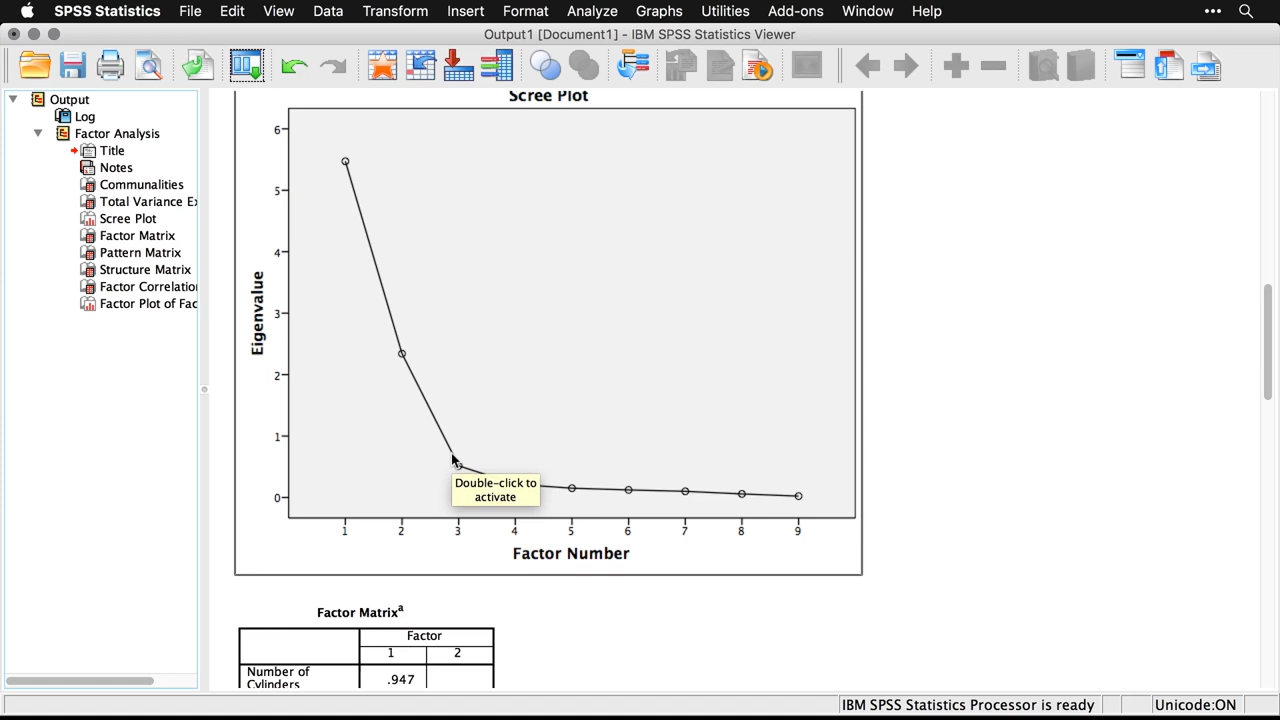 SPSS Statistics File Edit View Data Transform Insert Format Analyze Graphs Utilities Add-ons Window Help
Output1 [Document1] - IBM SPSS Statistics Viewer
Output
Log
Factor Analysis
Title
Notes
Communalities
Total Variance Ex
Scree Plot
Factor Matrix
Pattern Matrix
Structure Matrix
Factor Correlation
Factor Plot of Fac
Scree Plot
6
5
4
3
2
1
0
Eigenvalue
Double-click to
activate
1 2 3 4 5 6 7 8 9
Factor Number
Factor Matrixa
Factor
1 2
Number of
Cylinders .947
IBM SPSS Statistics Processor is ready Unicode:ON